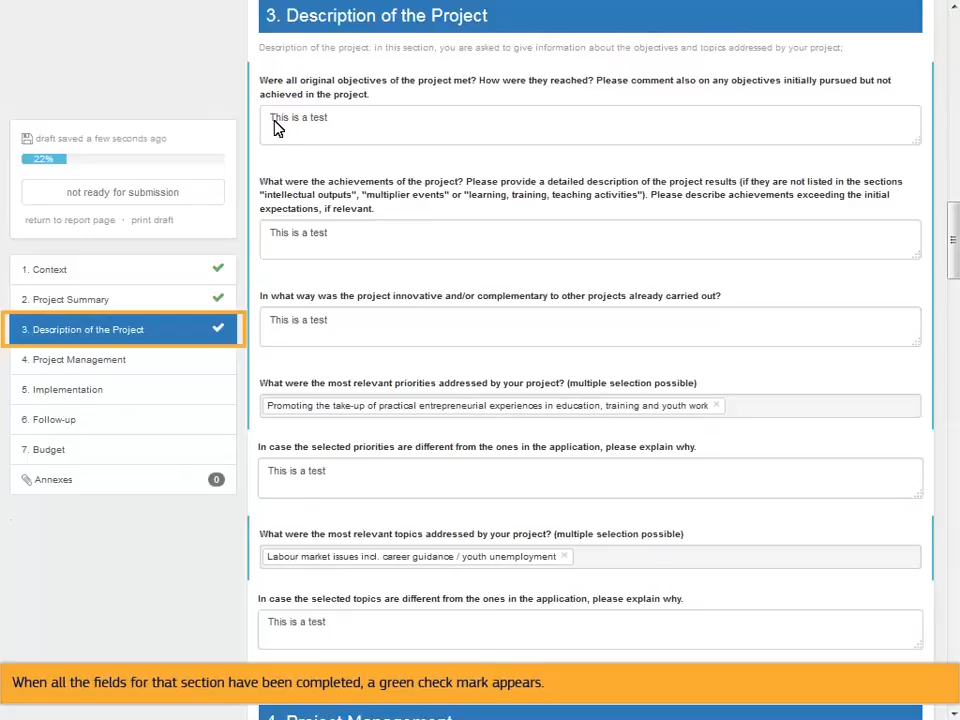 3. Description of the Project
Description of the project: in this section, you are asked to give information about the objectives and topics addressed by your project;
Were all original objectives of the project met? How were they reached? Please comment also on any objectives initially pursued but not
achieved in the project.
This is a test
draft saved a few seconds ago
22%
not ready for submission
return to report page · print draft
What were the achievements of the project? Please provide a detailed description of the project results (if they are not listed in the sections
"intellectual outputs", "multiplier events" or "learning, training, teaching activities"). Please describe achievements exceeding the initial
expectations, if relevant.
This is a test
1. Context
2. Project Summary
3. Description of the Project
4. Project Management
5. Implementation
6. Follow-up
7. Budget
Annexes 0
In what way was the project innovative and/or complementary to other projects already carried out?
This is a test
What were the most relevant priorities addressed by your project? (multiple selection possible)
Promoting the take-up of practical entrepreneurial experiences in education, training and youth work ×
In case the selected priorities are different from the ones in the application, please explain why.
This is a test
What were the most relevant topics addressed by your project? (multiple selection possible)
Labour market issues incl. career guidance / youth unemployment ×
In case the selected topics are different from the ones in the application, please explain why.
This is a test
When all the fields for that section have been completed, a green check mark appears.
4. Project Management